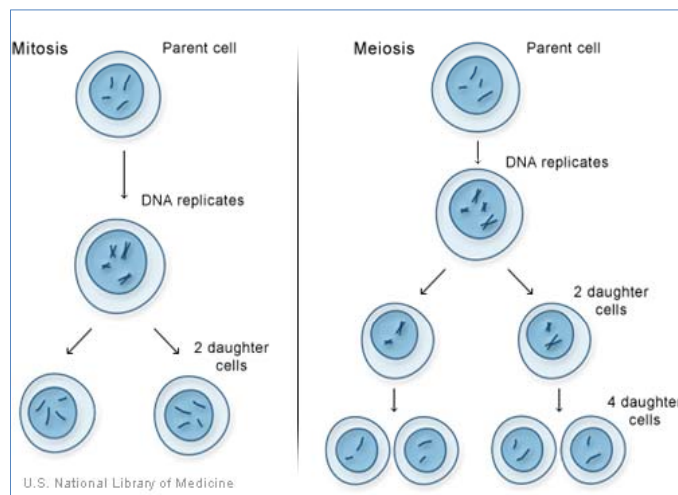 Mitosis
Parent cell
DNA replicates
2 daughter
cells
U.S. National Library of Medicine
Meiosis
Parent cell
DNA replicates
2 daughter
cells
4 daughter
cells